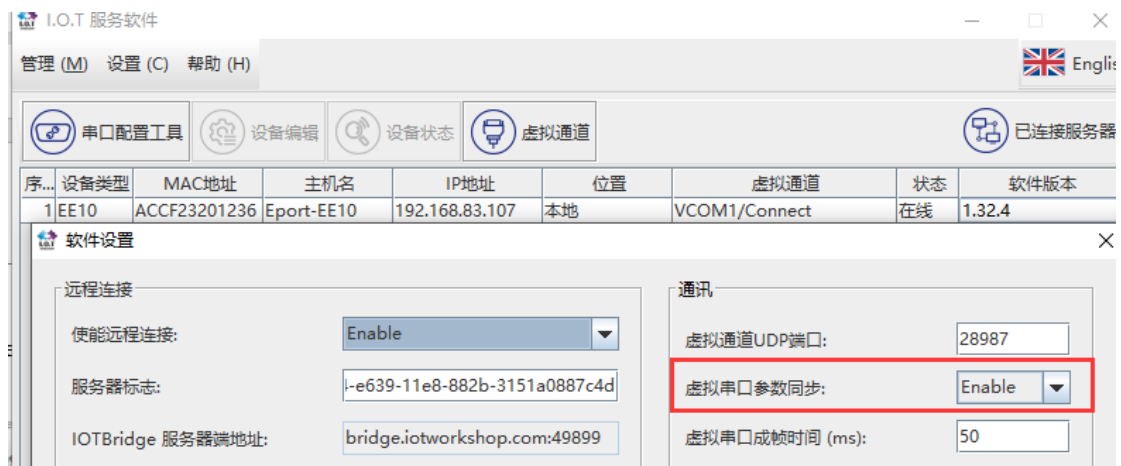 I.O.T 服务软件
管理 (M) 设置 (C) 帮助 (H)
串口配置工具 设备编辑 设备状态 虚拟通道 已连接服务器
序... 设备类型 MAC地址 主机名 IP地址 位置 虚拟通道 状态 软件版本
1 EE10 ACCF23201236 Eport-EE10 192.168.83.107 本地 VCOM1/Connect 在线 1.32.4
软件设置
远程连接
使能远程连接: Enable
服务器标志: -e639-11e8-882b-3151a0887c4d
IOTBridge 服务器端地址: bridge.iotworkshop.com:49899
通讯
虚拟通道UDP端口: 28987
虚拟串口参数同步: Enable
虚拟串口成帧时间 (ms): 50